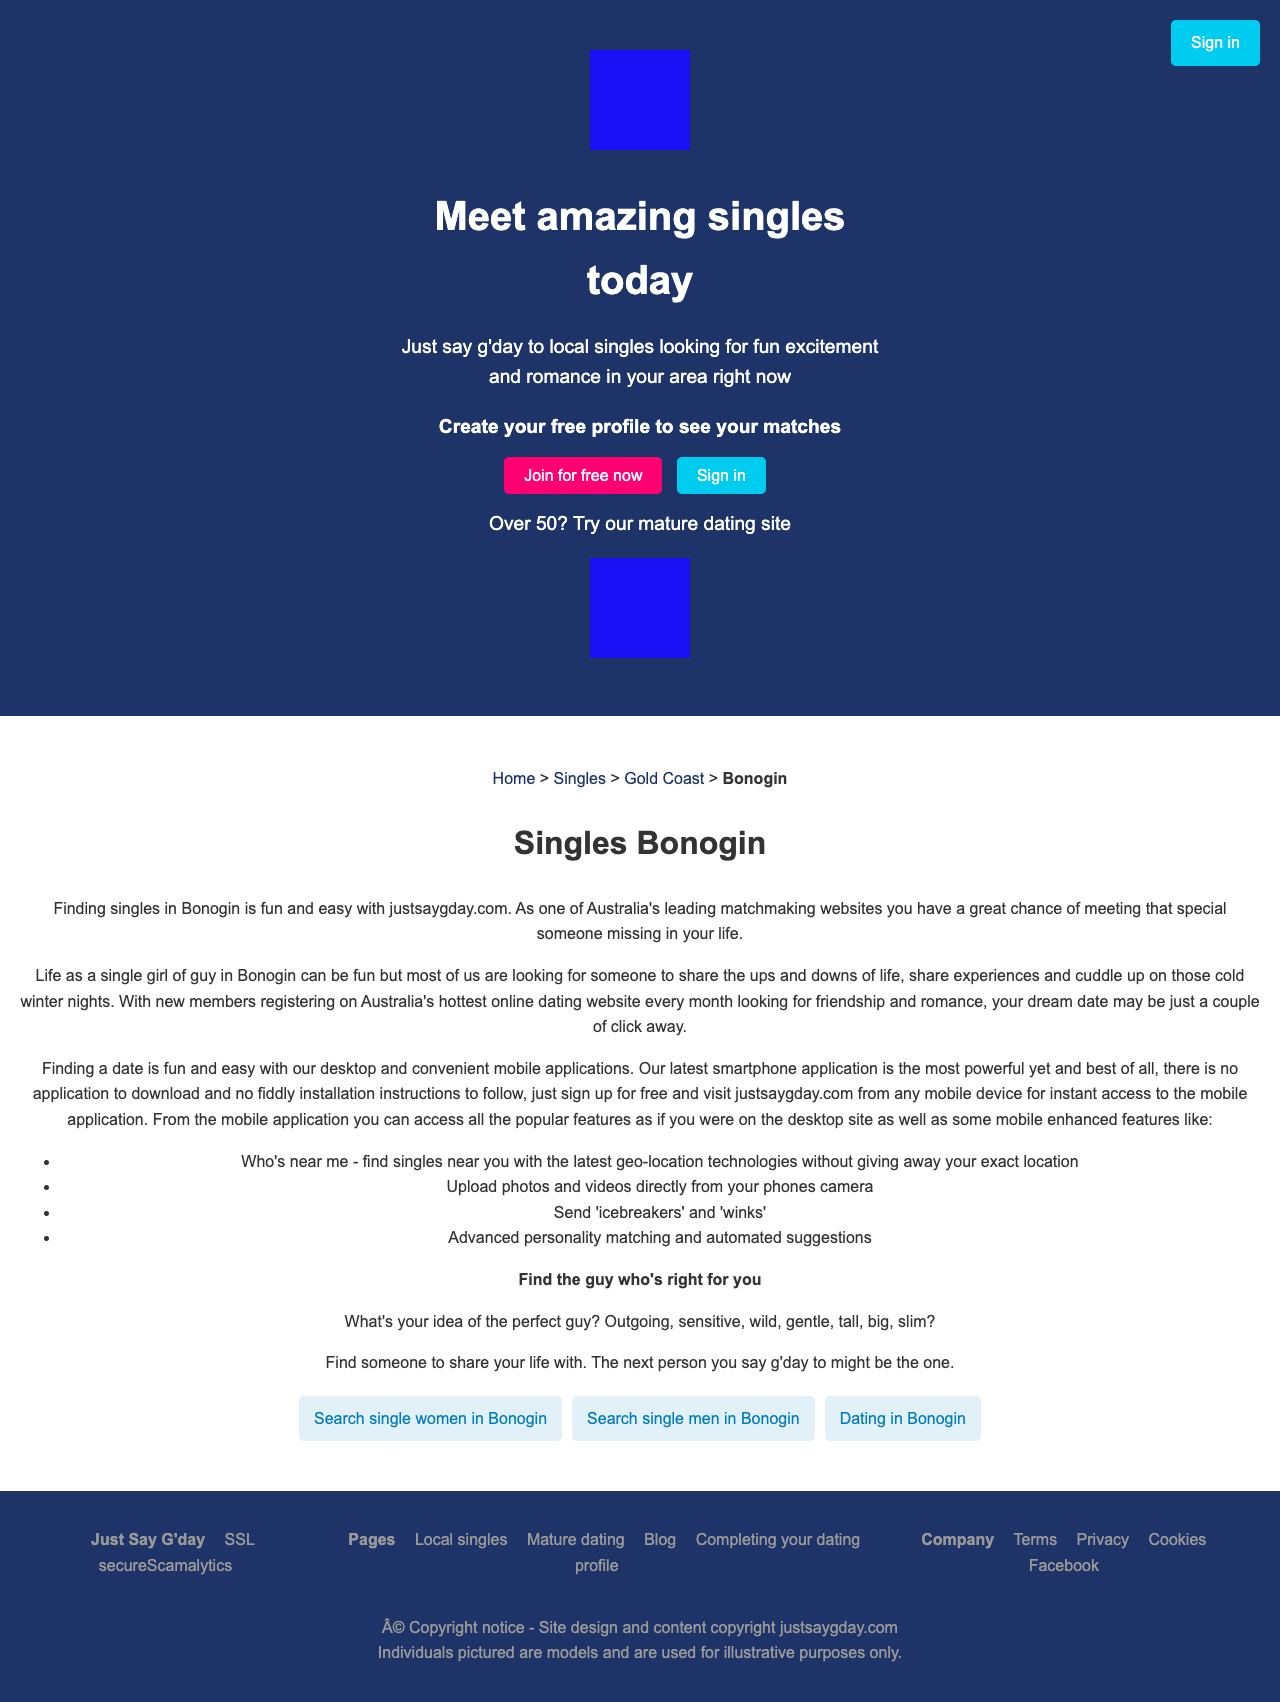 Sign in
Meet amazing singles
today
Just say g'day to local singles looking for fun excitement
and romance in your area right now
Create your free profile to see your matches
Join for free now Sign in
Over 50? Try our mature dating site
Home > Singles > Gold Coast > Bonogin
Singles Bonogin
Finding singles in Bonogin is fun and easy with justsaygday.com. As one of Australia's leading matchmaking websites you have a great chance of meeting that special
someone missing in your life.
Life as a single girl of guy in Bonogin can be fun but most of us are looking for someone to share the ups and downs of life, share experiences and cuddle up on those cold
winter nights. With new members registering on Australia's hottest online dating website every month looking for friendship and romance, your dream date may be just a couple
of click away.
Finding a date is fun and easy with our desktop and convenient mobile applications. Our latest smartphone application is the most powerful yet and best of all, there is no
application to download and no fiddly installation instructions to follow, just sign up for free and visit justsaygday.com from any mobile device for instant access to the mobile
application. From the mobile application you can access all the popular features as if you were on the desktop site as well as some mobile enhanced features like:
• Who's near me - find singles near you with the latest geo-location technologies without giving away your exact location
• Upload photos and videos directly from your phones camera
• Send 'icebreakers' and 'winks'
• Advanced personality matching and automated suggestions
Find the guy who's right for you
What's your idea of the perfect guy? Outgoing, sensitive, wild, gentle, tall, big, slim?
Find someone to share your life with. The next person you say g'day to might be the one.
Search single women in Bonogin Search single men in Bonogin Dating in Bonogin
Just Say G'day SSL
secureScamalytics
Pages Local singles Mature dating Blog Completing your dating
profile
Company Terms Privacy Cookies
Facebook
Â© Copyright notice - Site design and content copyright justsaygday.com
Individuals pictured are models and are used for illustrative purposes only.